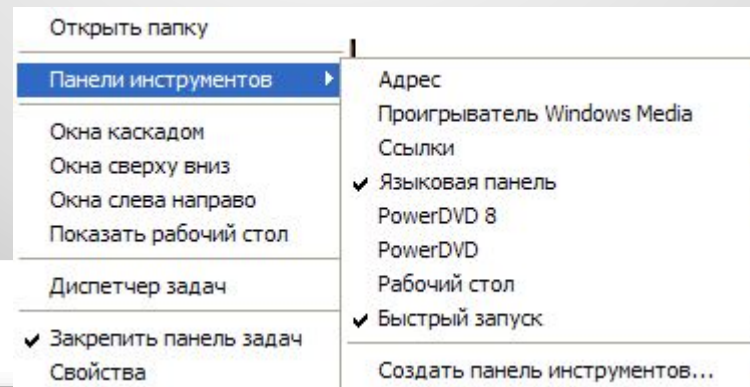 Открыть папку
Панели инструментов
Окна каскадом
Окна сверху вниз
Окна слева направо
Показать рабочий стол
Диспетчер задач
Закрепить панель задач
Свойства
Адрес
Проигрыватель Windows Media
Ссылки
Языковая панель
PowerDVD 8
PowerDVD
Рабочий стол
Быстрый запуск
Создать панель инструментов...